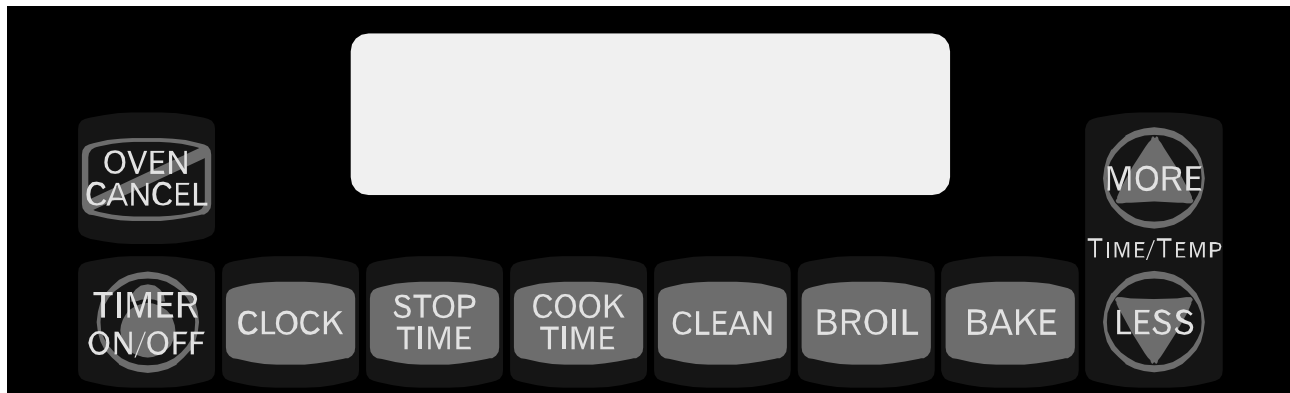 OVEN
CANCEL
MORE
TIME/TEMP
TIMER
ON/OFF
CLOCK
STOP
TIME
COOK
TIME
CLEAN
BROIL
BAKE
LESS